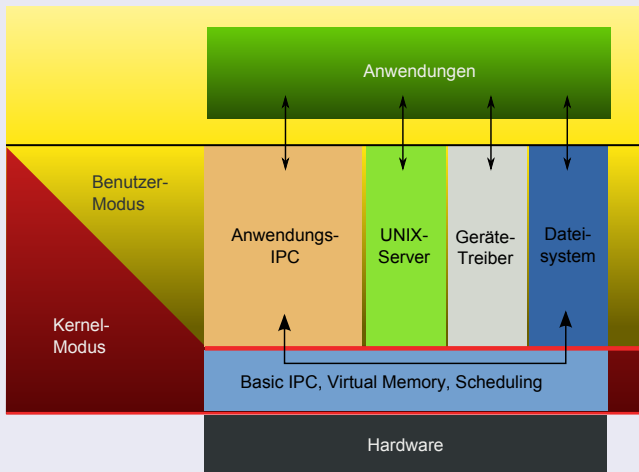 Anwendungen
Benutzer-
Modus
Anwendungs-
IPC
UNIX-
Server
Geräte-
Treiber
Datei-
system
Kernel-
Modus
Basic IPC, Virtual Memory, Scheduling
Hardware